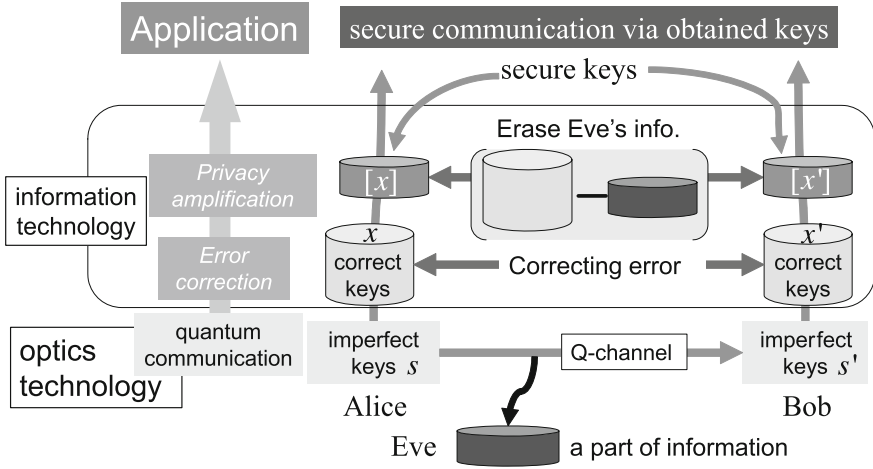 Application
secure communication via obtained keys
secure keys
Erase Eve's info.
Privacy
amplification
[x]
[x']
information
technology
x
x'
Error
correction
correct
keys
Correcting error
correct
keys
optics
technology
quantum
communication
imperfect
keys s
Q-channel
imperfect
keys s'
Alice
Bob
Eve
a part of information